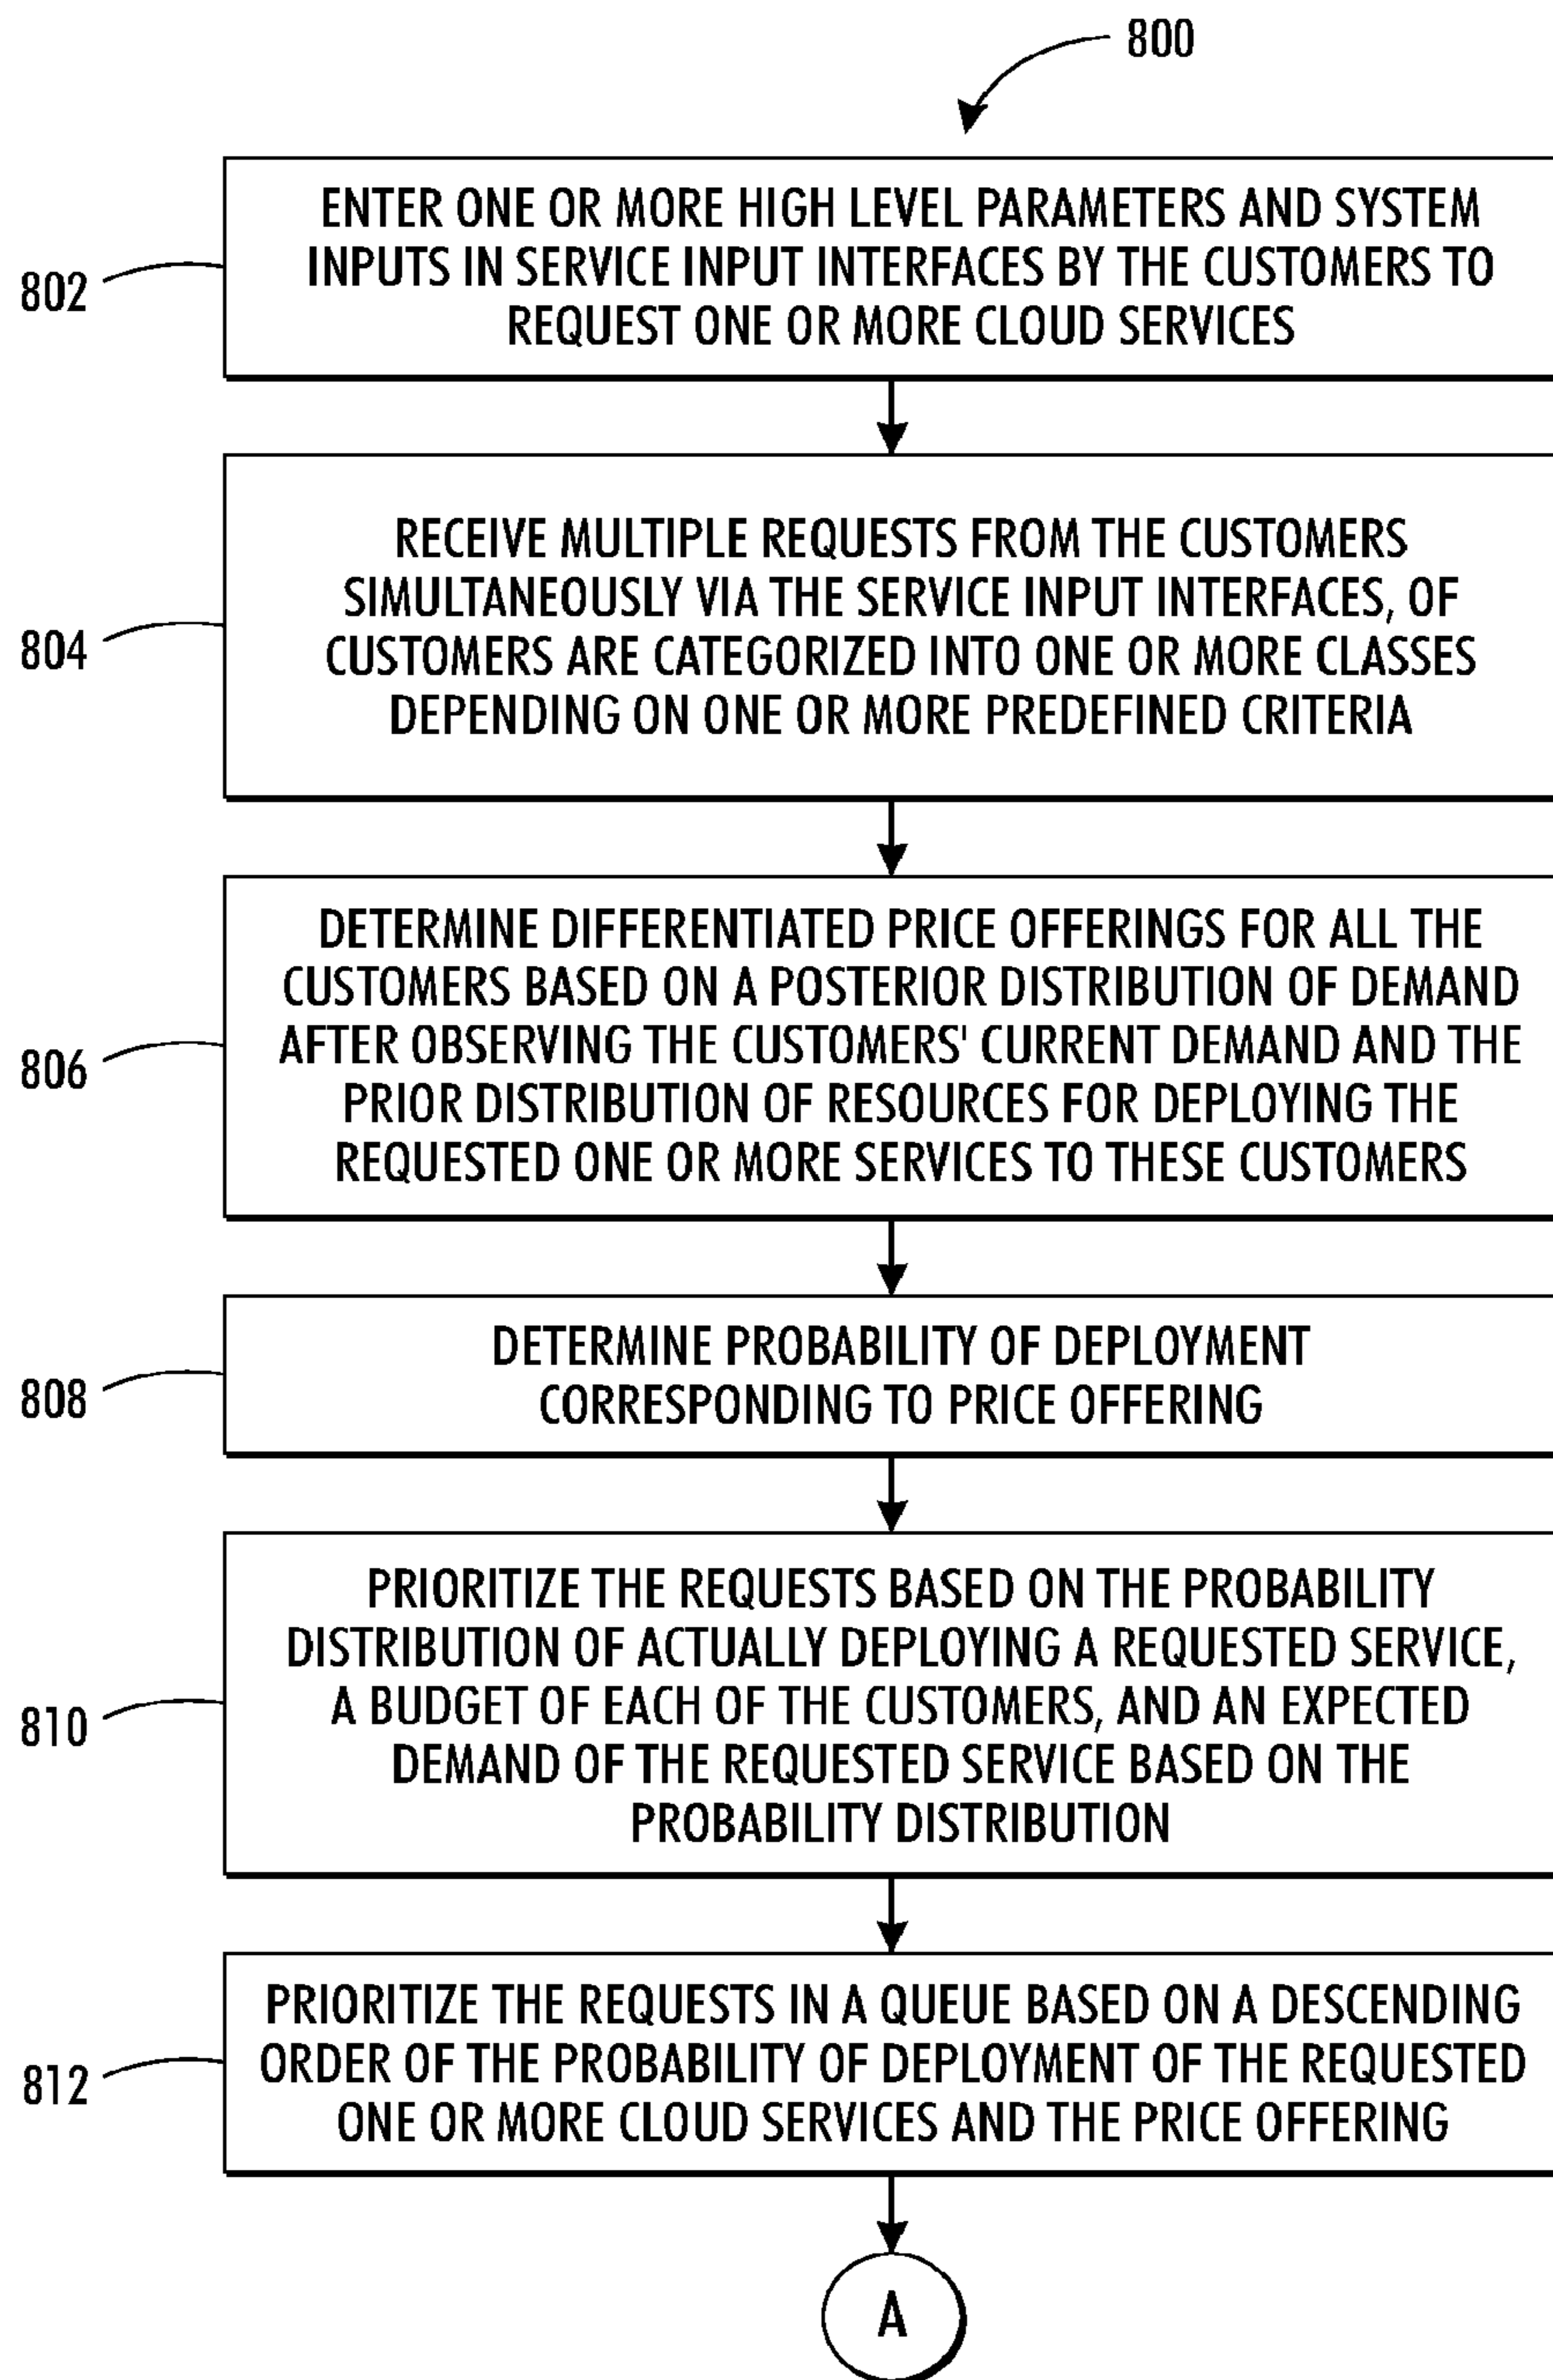 800
802
ENTER ONE OR MORE HIGH LEVEL PARAMETERS AND SYSTEM
INPUTS IN SERVICE INPUT INTERFACES BY THE CUSTOMERS TO
REQUEST ONE OR MORE CLOUD SERVICES
804
RECEIVE MULTIPLE REQUESTS FROM THE CUSTOMERS
SIMULTANEOUSLY VIA THE SERVICE INPUT INTERFACES, OF
CUSTOMERS ARE CATEGORIZED INTO ONE OR MORE CLASSES
DEPENDING ON ONE OR MORE PREDEFINED CRITERIA
806
DETERMINE DIFFERENTIATED PRICE OFFERINGS FOR ALL THE
CUSTOMERS BASED ON A POSTERIOR DISTRIBUTION OF DEMAND
AFTER OBSERVING THE CUSTOMERS' CURRENT DEMAND AND THE
PRIOR DISTRIBUTION OF RESOURCES FOR DEPLOYING THE
REQUESTED ONE OR MORE SERVICES TO THESE CUSTOMERS
808
DETERMINE PROBABILITY OF DEPLOYMENT
CORRESPONDING TO PRICE OFFERING
810
PRIORITIZE THE REQUESTS BASED ON THE PROBABILITY
DISTRIBUTION OF ACTUALLY DEPLOYING A REQUESTED SERVICE,
A BUDGET OF EACH OF THE CUSTOMERS, AND AN EXPECTED
DEMAND OF THE REQUESTED SERVICE BASED ON THE
PROBABILITY DISTRIBUTION
812
PRIORITIZE THE REQUESTS IN A QUEUE BASED ON A DESCENDING
ORDER OF THE PROBABILITY OF DEPLOYMENT OF THE REQUESTED
ONE OR MORE CLOUD SERVICES AND THE PRICE OFFERING
A